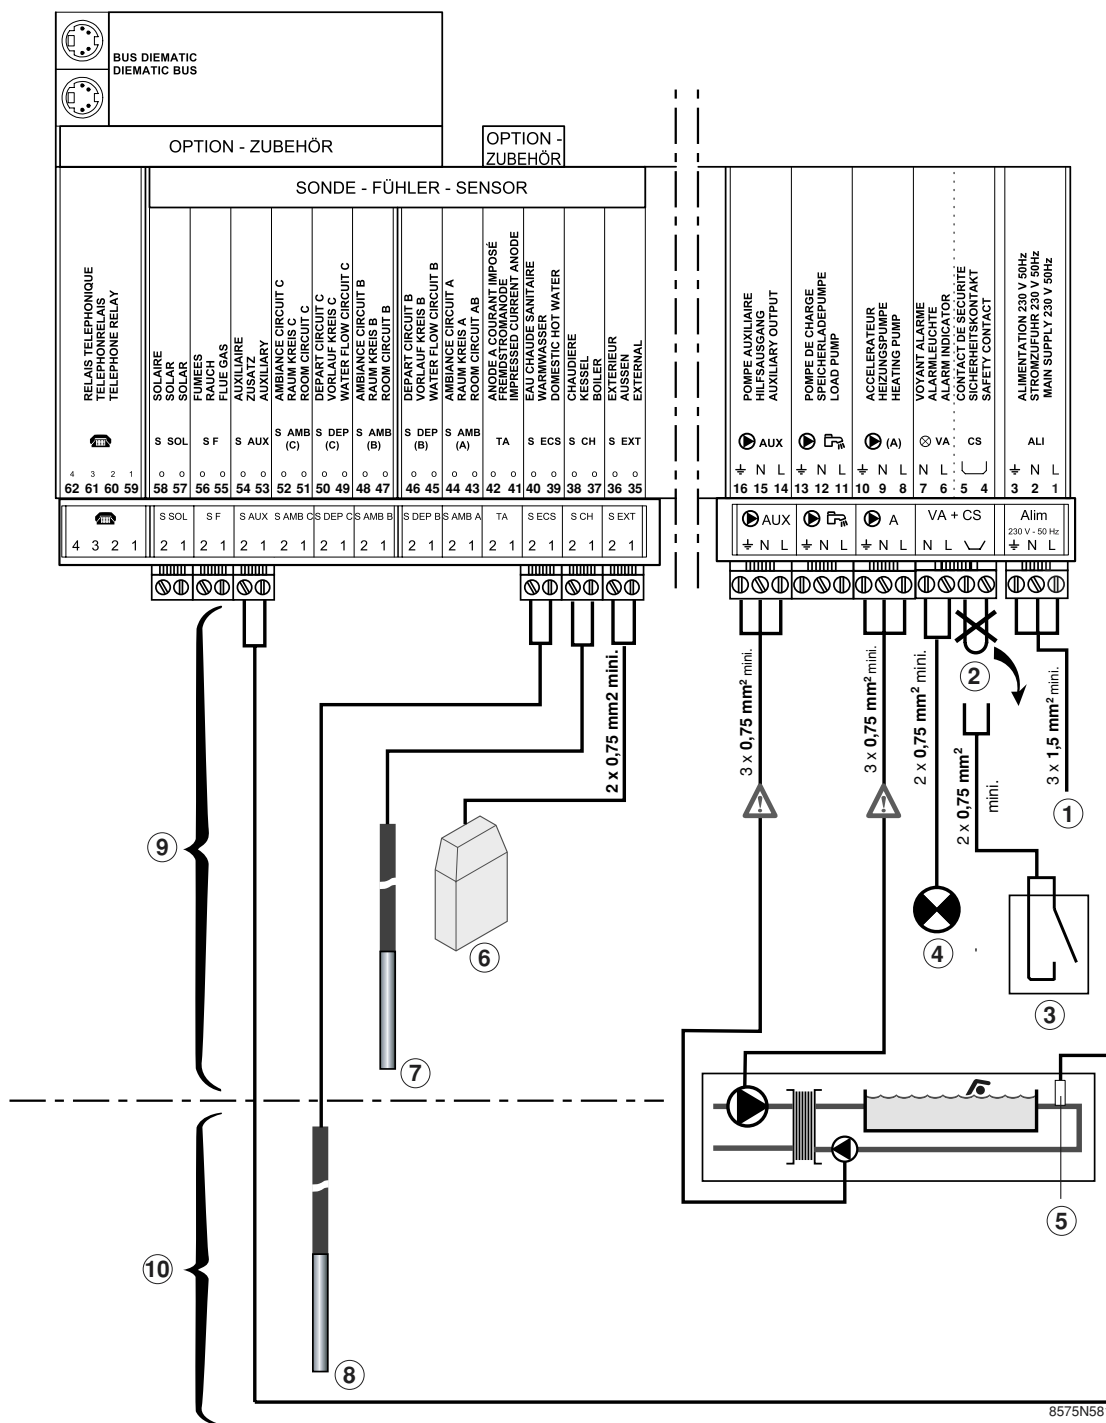 BUS DIEMATIC
DIEMATIC BUS
OPTION - ZUBEHÖR
OPTION -
ZUBEHÖR
SONDE - FÜHLER - SENSOR
RELAIS TELEPHONIQUE
TELEPHONRELAIS
TELEPHONE RELAY
SOLAIRE
SOLAR
SOLAR
FUMEES
RAUCH
FLUE GAS
AUXILIAIRE
ZUSATZ
AUXILIARY
AMBIANCE CIRCUIT C
RAUM KREIS C
ROOM CIRCUIT C
DEPART CIRCUIT C
VORLAUF KREIS C
WATER FLOW CIRCUIT C
AMBIANCE CIRCUIT B
RAUM KREIS B
ROOM CIRCUIT B
DEPART CIRCUIT B
VORLAUF KREIS B
WATER FLOW CIRCUIT B
AMBIANCE CIRCUIT A
RAUM KREIS A
ROOM CIRCUIT AB
ANODE A COURANT IMPOSÉ
FREMDSTROMANODE
IMPRESSED CURRENT ANODE
EAU CHAUDE SANITAIRE
WARMWASSER
DOMESTIC HOT WATER
CHAUDIERE
KESSEL
BOILER
EXTERIEUR
AUSSEN
EXTERNAL
POMPE AUXILIAIRE
HILFSAUSGANG
AUXILIARY OUTPUT
POMPE DE CHARGE
SPEICHERLADEPUMPE
LOAD PUMP
ACCELERATEUR
HEIZUNGSPUMPE
HEATING PUMP
VOYANT ALARME
ALARMLEUCHTE
ALARM INDICATOR
CONTACT DE SÉCURITE
SICHERHEITSKONTAKT
SAFETY CONTACT
ALIMENTATION 230 V 50Hz
STROMZUFUHR 230 V 50Hz
MAIN SUPPLY 230 V 50Hz
S SOL
S F
S AUX
S AMB
(C)
S DEP
(C)
S AMB
(B)
S DEP
(B)
S AMB
(A)
TA
S ECS
S CH
S EXT
AUX
(A)
VA
CS
ALI
4 3 2 1
N L N L N L N L N L
62 61 60 59 58 57 56 55 54 53 52 51 50 49 48 47 46 45 44 43 42 41 40 39 38 37 36 35
16 15 14 13 12 11 10 9 8 7 6 5 4 3 2 1
S SOL S F S AUX S AMB C S DEP C S AMB B S DEP B S AMB A TA S ECS S CH S EXT
AUX A VA + CS Alim
230 V - 50 Hz
4 3 2 1 2 1 2 1 2 1 2 1 2 1 2 1 2 1 2 1 2 1 2 1 2 1 2 1
N L N L N L N L N L
2 x 0,75 mm2 mini.
3 x 0,75 mm² mini.
3 x 0,75 mm² mini.
2 x 0,75 mm² mini.
2 x 0,75 mm²
mini.
3 x 1,5 mm² mini.
2
1
9
6
4
3
7
5
10
8
8575N58